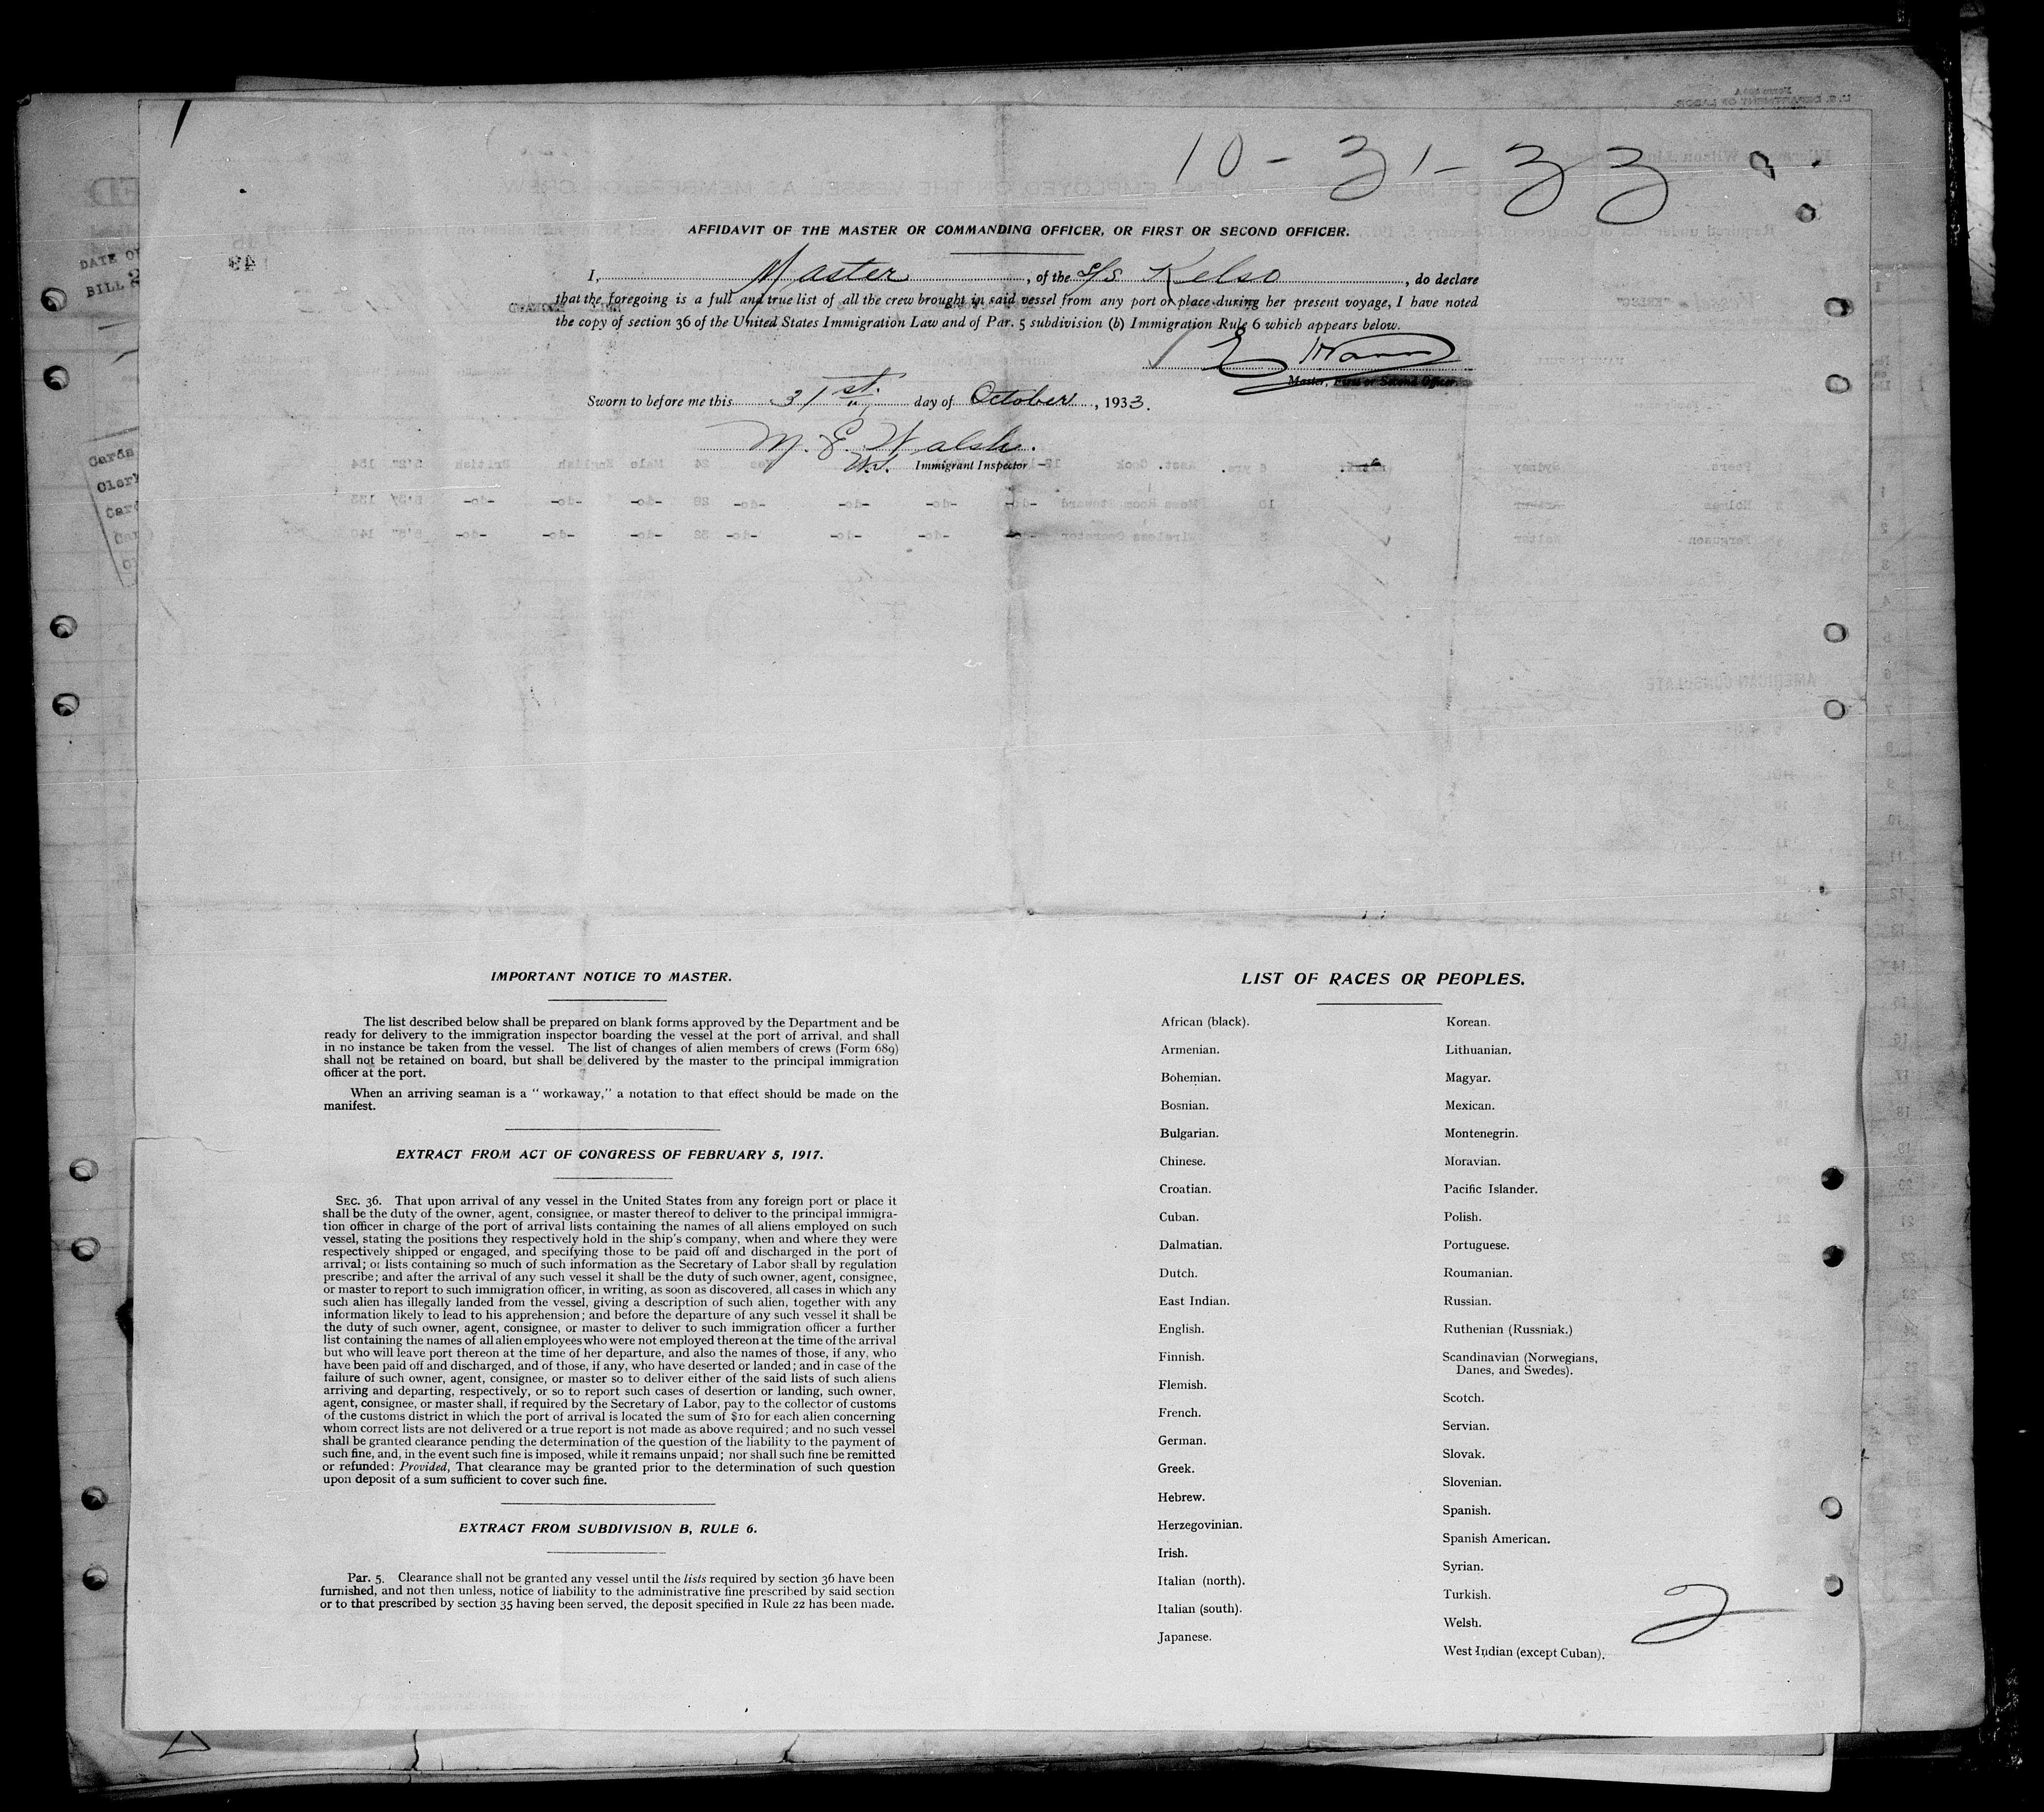 10-31-33
AFFIDAVIT OF THE MASTER OR COMMANDING OFFICER, OR FIRST OR SECOND OFFICER.
I, Master, of the S/S Kelso, do declare
that the foregoing is a full and true list of all the crew brought in said vessel from any port or place during her present voyage, I have noted
the copy of section 36 of the United States Immigration Law and of Par. 5 subdivision (b) Immigration Rule 6 which appears below.
Master, First or Second Officer.
Sworn to before me this 31st. day of October, 1933.
M. E. Walsh.
Immigrant Inspector
DATE OF
BILL 2
IMPORTANT NOTICE TO MASTER.
The list described below shall be prepared on blank forms approved by the Department and be
ready for delivery to the immigration inspector boarding the vessel at the port of arrival, and shall
in no instance be taken from the vessel. The list of changes of alien members of crews (Form 689)
shall not be retained on board, but shall be delivered by the master to the principal immigration
officer at the port.
When an arriving seaman is a " workaway," a notation to that effect should be made on the
manifest.
EXTRACT FROM ACT OF CONGRESS OF FEBRUARY 5, 1917.
SEC. 36. That upon arrival of any vessel in the United States from any foreign port or place it
shall be the duty of the owner, agent, consignee, or master thereof to deliver to the principal immigra-
tion officer in charge of the port of arrival lists containing the names of all aliens employed on such
vessel, stating the positions they respectively hold in the ship's company, when and where they were
respectively shipped or engaged, and specifying those to be paid off and discharged in the port of
arrival; or lists containing so much of such information as the Secretary of Labor shall by regulation
prescribe; and after the arrival of any such vessel it shall be the duty of such owner, agent, consignee,
or master to report to such immigration officer, in writing, as soon as discovered, all cases in which any
such alien has illegally landed from the vessel, giving a description of such alien, together with any
information likely to lead to his apprehension; and before the departure of any such vessel it shall be
the duty of such owner, agent, consignee, or master to deliver to such immigration officer a further
list containing the names of all alien employees who were not employed thereon at the time of the arrival
but who will leave port thereon at the time of her departure, and also the names of those, if any, who
have been paid off and discharged, and of those, if any, who have deserted or landed; and in case of the
failure of such owner, agent, consignee, or master so to deliver either of the said lists of such aliens
arriving and departing, respectively, or so to report such cases of desertion or landing, such owner,
agent, consignee, or master shall, if required by the Secretary of Labor, pay to the collector of customs
of the customs district in which the port of arrival is located the sum of $10 for each alien concerning
whom correct lists are not delivered or a true report is not made as above required; and no such vessel
shall be granted clearance pending the determination of the question of the liability to the payment of
such fine, and, in the event such fine is imposed, while it remains unpaid; nor shall such fine be remitted
or refunded: Provided, That clearance may be granted prior to the determination of such question
upon deposit of a sum sufficient to cover such fine.
EXTRACT FROM SUBDIVISION B, RULE 6.
Par. 5. Clearance shall not be granted any vessel until the lists required by section 36 have been
furnished, and not then unless, notice of liability to the administrative fine prescribed by said section
or to that prescribed by section 35 having been served, the deposit specified in Rule 22 has been made.
LIST OF RACES OR PEOPLES.
African (black).
Armenian.
Bohemian.
Bosnian.
Bulgarian.
Chinese.
Croatian.
Cuban.
Dalmatian.
Dutch.
East Indian.
English.
Finnish.
Flemish.
French.
German.
Greek.
Hebrew.
Herzegovinian.
Irish.
Italian (north).
Italian (south).
Japanese.
Korean.
Lithuanian.
Magyar.
Mexican.
Montenegrin.
Moravian.
Pacific Islander.
Polish.
Portuguese.
Roumanian.
Russian.
Ruthenian (Russniak.)
Scandinavian (Norwegians,
Danes, and Swedes).
Scotch.
Servian.
Slovak.
Slovenian.
Spanish.
Spanish American.
Syrian.
Turkish.
Welsh.
West Indian (except Cuban).
2